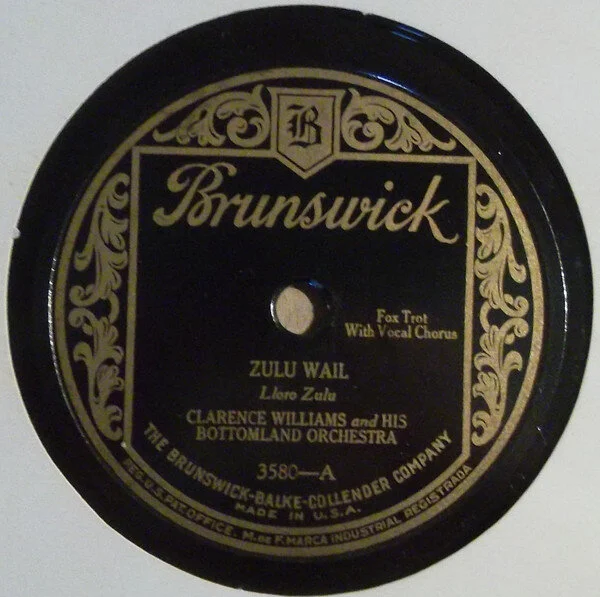 B
Brunswick
Fox Trot
With Vocal Chorus
ZULU WAIL
Lloro Zulu
CLARENCE WILLIAMS and HIS
BOTTOMLAND ORCHESTRA
3580—A
THE BRUNSWICK-BALKE-COLLENDER COMPANY
MADE IN U.S.A.
REG. U.S. PAT. OFFICE. M. DE F. MARCA INDUSTRIAL REGISTRADA